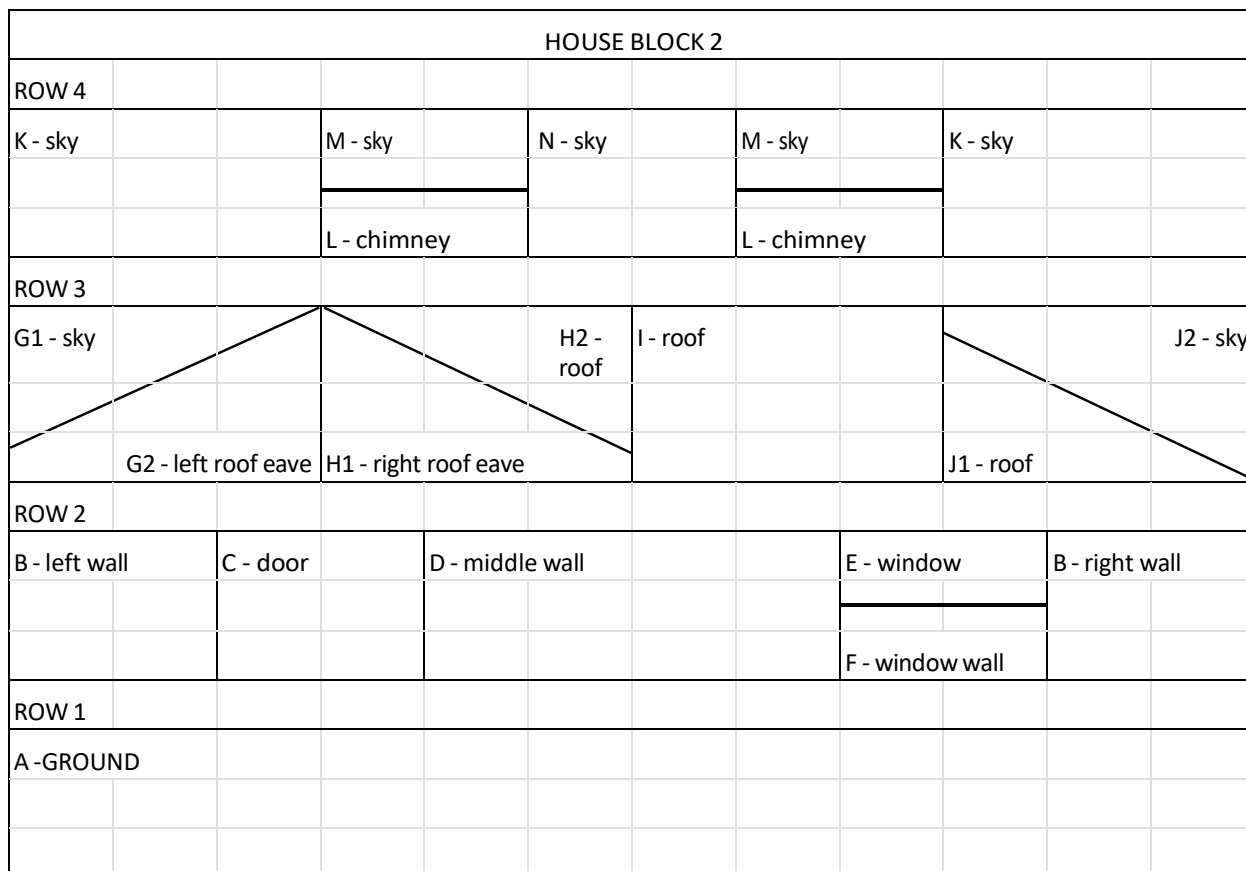 HOUSE BLOCK 2
ROW 4
K - sky M - sky N - sky M - sky K - sky
L - chimney L - chimney
ROW 3
G1 - sky H2 - roof I - roof J2 - sky
G2 - left roof eave H1 - right roof eave J1 - roof
ROW 2
B - left wall C - door D - middle wall E - window B - right wall
F - window wall
ROW 1
A -GROUND